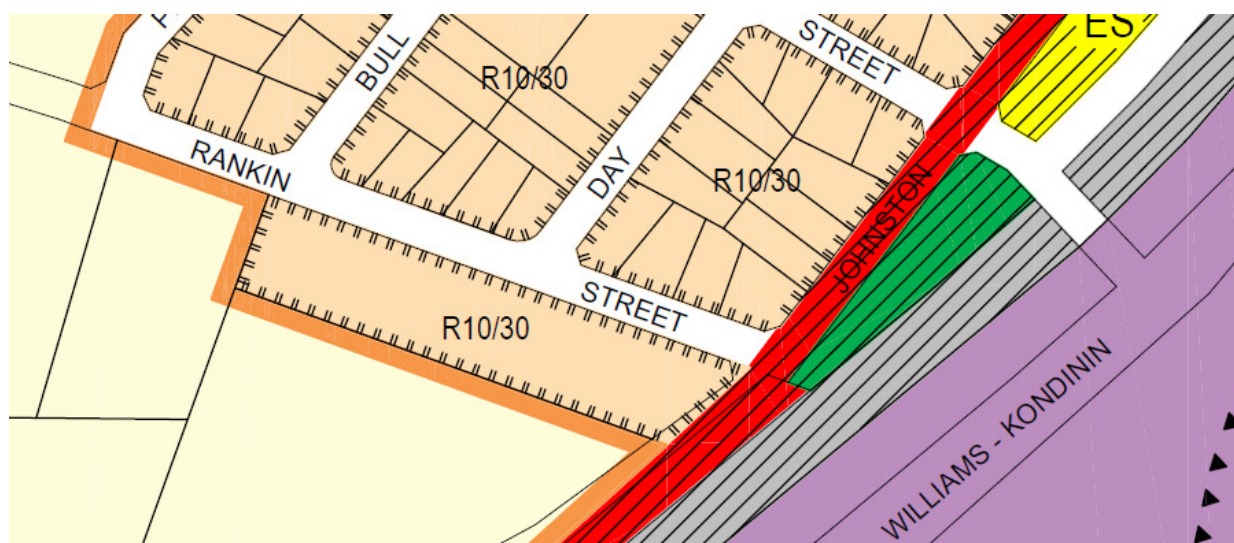 ES
STREET
BULL
R10/30
RANKIN
DAY
R10/30
JOHNSTON
STREET
R10/30
WILLIAMS - KONDININ